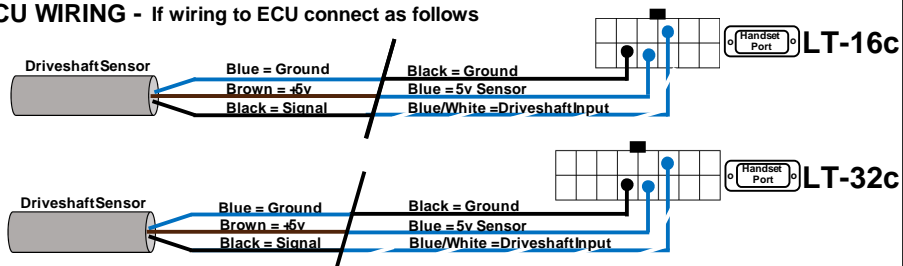 CU WIRING - If wiring to ECU connect as follows
Handset
Port
LT-16c
DriveshaftSensor
Blue = Ground
Brown = +5v
Black = Signal
Black = Ground
Blue = 5v Sensor
Blue/White =DriveshaftInput
Handset
Port
LT-32c
DriveshaftSensor
Blue = Ground
Brown = +5v
Black = Signal
Black = Ground
Blue = 5v Sensor
Blue/White =DriveshaftInput